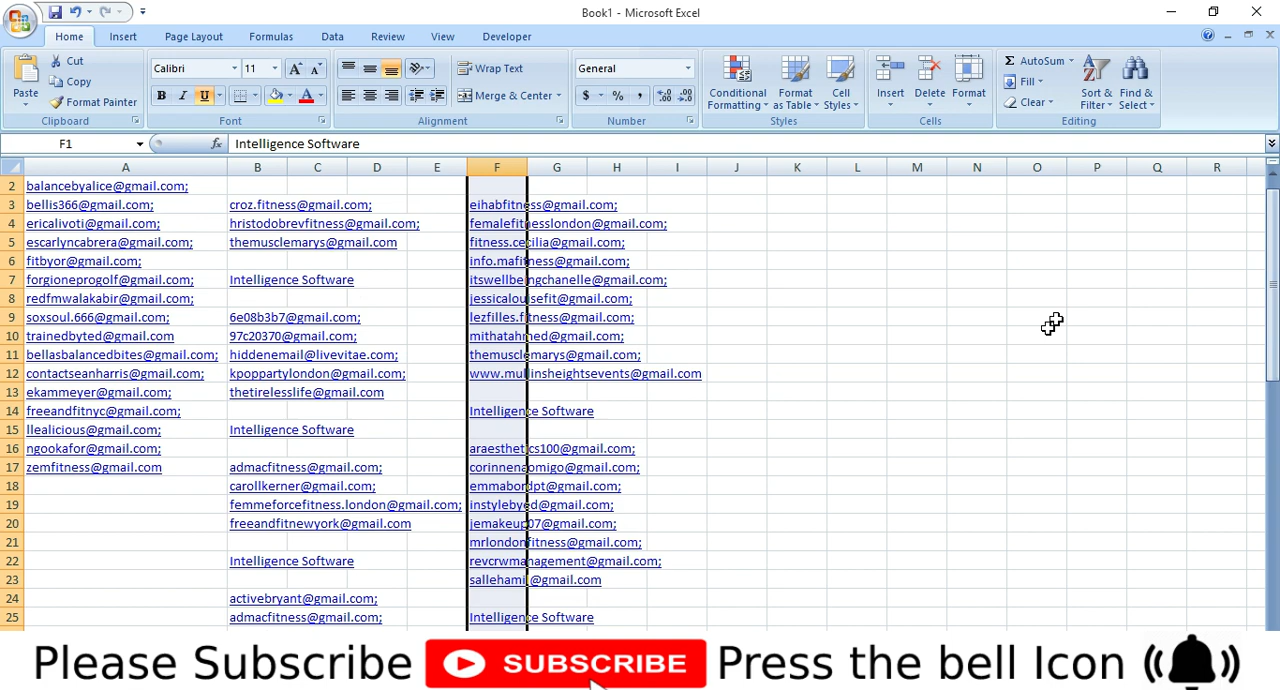 Book1 - Microsoft Excel
Home Insert Page Layout Formulas Data Review View Developer
Cut Calibri 11 Wrap Text General Σ AutoSum
Copy Fill
Paste Format Painter B I U Merge & Center $ % , Conditional Formatting Format as Table Cell Styles Insert Delete Format Clear Sort & Filter Find & Select
Clipboard Font Alignment Number Styles Cells Editing
F1 fx Intelligence Software
A B C D E F G H I J K L M N O P Q R
2 balancebyalice@gmail.com;
3 bellis366@gmail.com; croz.fitness@gmail.com; eihabfitness@gmail.com;
4 ericalivoti@gmail.com; hristodobrevfitness@gmail.com; femalefitnesslondon@gmail.com;
5 escarlyncabrera@gmail.com; themusclemarys@gmail.com fitness.cecilia@gmail.com;
6 fitbyor@gmail.com; info.mafitness@gmail.com;
7 forgioneprogolf@gmail.com; Intelligence Software itswellbeingchanelle@gmail.com;
8 redfmwalakabir@gmail.com; jessicalouisefit@gmail.com;
9 soxsoul.666@gmail.com; 6e08b3b7@gmail.com; lezfilles.fitness@gmail.com;
10 trainedbyted@gmail.com 97c20370@gmail.com; mithatahmed@gmail.com;
11 bellasbalancedbites@gmail.com; hiddenemail@livevitae.com; themusclemarys@gmail.com;
12 contactseanharris@gmail.com; kpoppartylondon@gmail.com; www.mullinsheightsevents@gmail.com
13 ekammeyer@gmail.com; thetirelesslife@gmail.com
14 freeandfitnyc@gmail.com; Intelligence Software
15 llealicious@gmail.com; Intelligence Software
16 ngookafor@gmail.com; araesthetics100@gmail.com;
17 zemfitness@gmail.com admacfitness@gmail.com; corinnenaomigo@gmail.com;
18 carollkerner@gmail.com; emmabordpt@gmail.com;
19 femmeforcefitness.london@gmail.com; instylebyed@gmail.com;
20 freeandfitnewyork@gmail.com jemakeup07@gmail.com;
21 mrlondonfitness@gmail.com;
22 Intelligence Software revcrwmanagement@gmail.com;
23 sallehami@gmail.com
24 activebryant@gmail.com;
25 admacfitness@gmail.com; Intelligence Software
Please Subscribe SUBSCRIBE Press the bell Icon